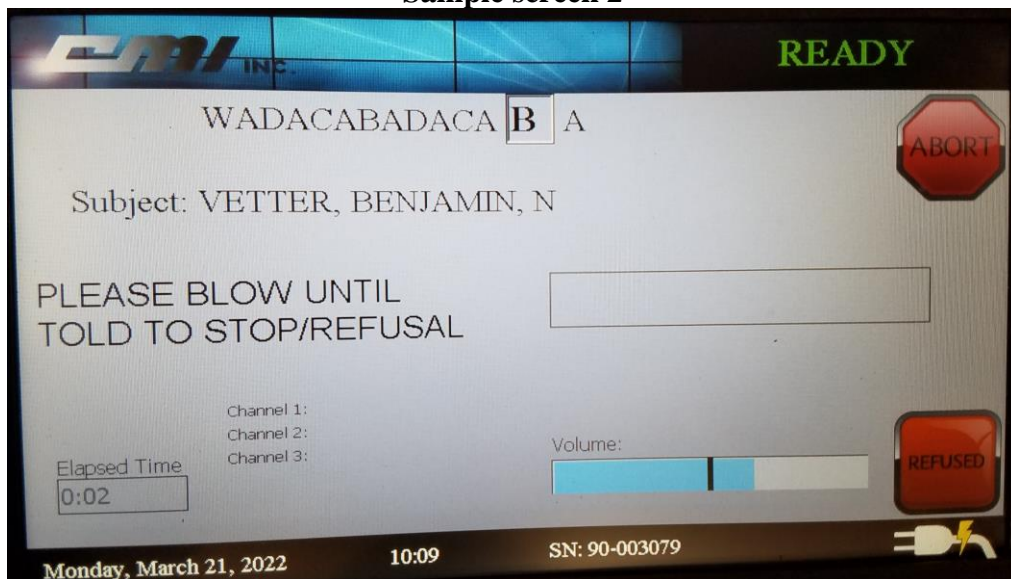 Sample screen 2
CMI INC.
READY
WADACABADACA B A
ABORT
Subject: VETTER, BENJAMIN, N
PLEASE BLOW UNTIL
TOLD TO STOP/REFUSAL
Channel 1:
Channel 2:
Channel 3:
Elapsed Time
0:02
Volume:
REFUSED
Monday, March 21, 2022
10:09
SN: 90-003079